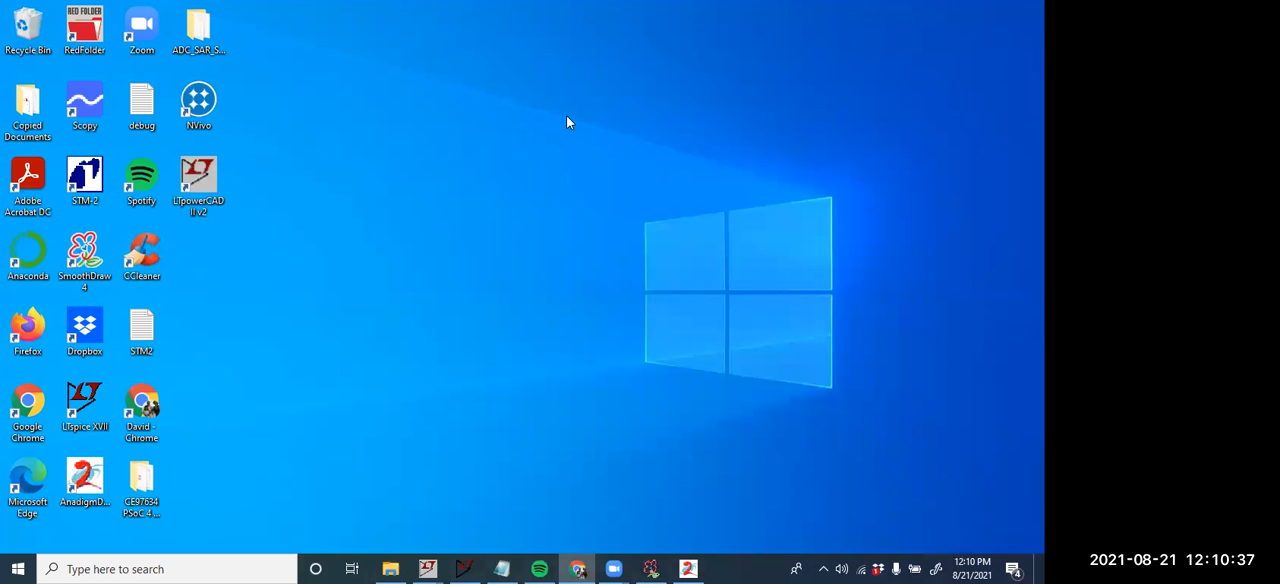 Recycle Bin
RED FOLDER
RedFolder
Zoom
ADC_SAR_S...
Copied
Documents
Scopy
debug
NVivo
Adobe
Acrobat DC
STM-2
Spotify
LTpowerCAD
II v2
Anaconda
SmoothDraw
4
CCleaner
Firefox
Dropbox
STM2
Google
Chrome
LTspice XVII
David -
Chrome
Microsoft
Edge
AnadigmD...
CE97634
PSoC 4 ...
Type here to search
12:10 PM
8/21/2021
4
2021-08-21 12:10:37